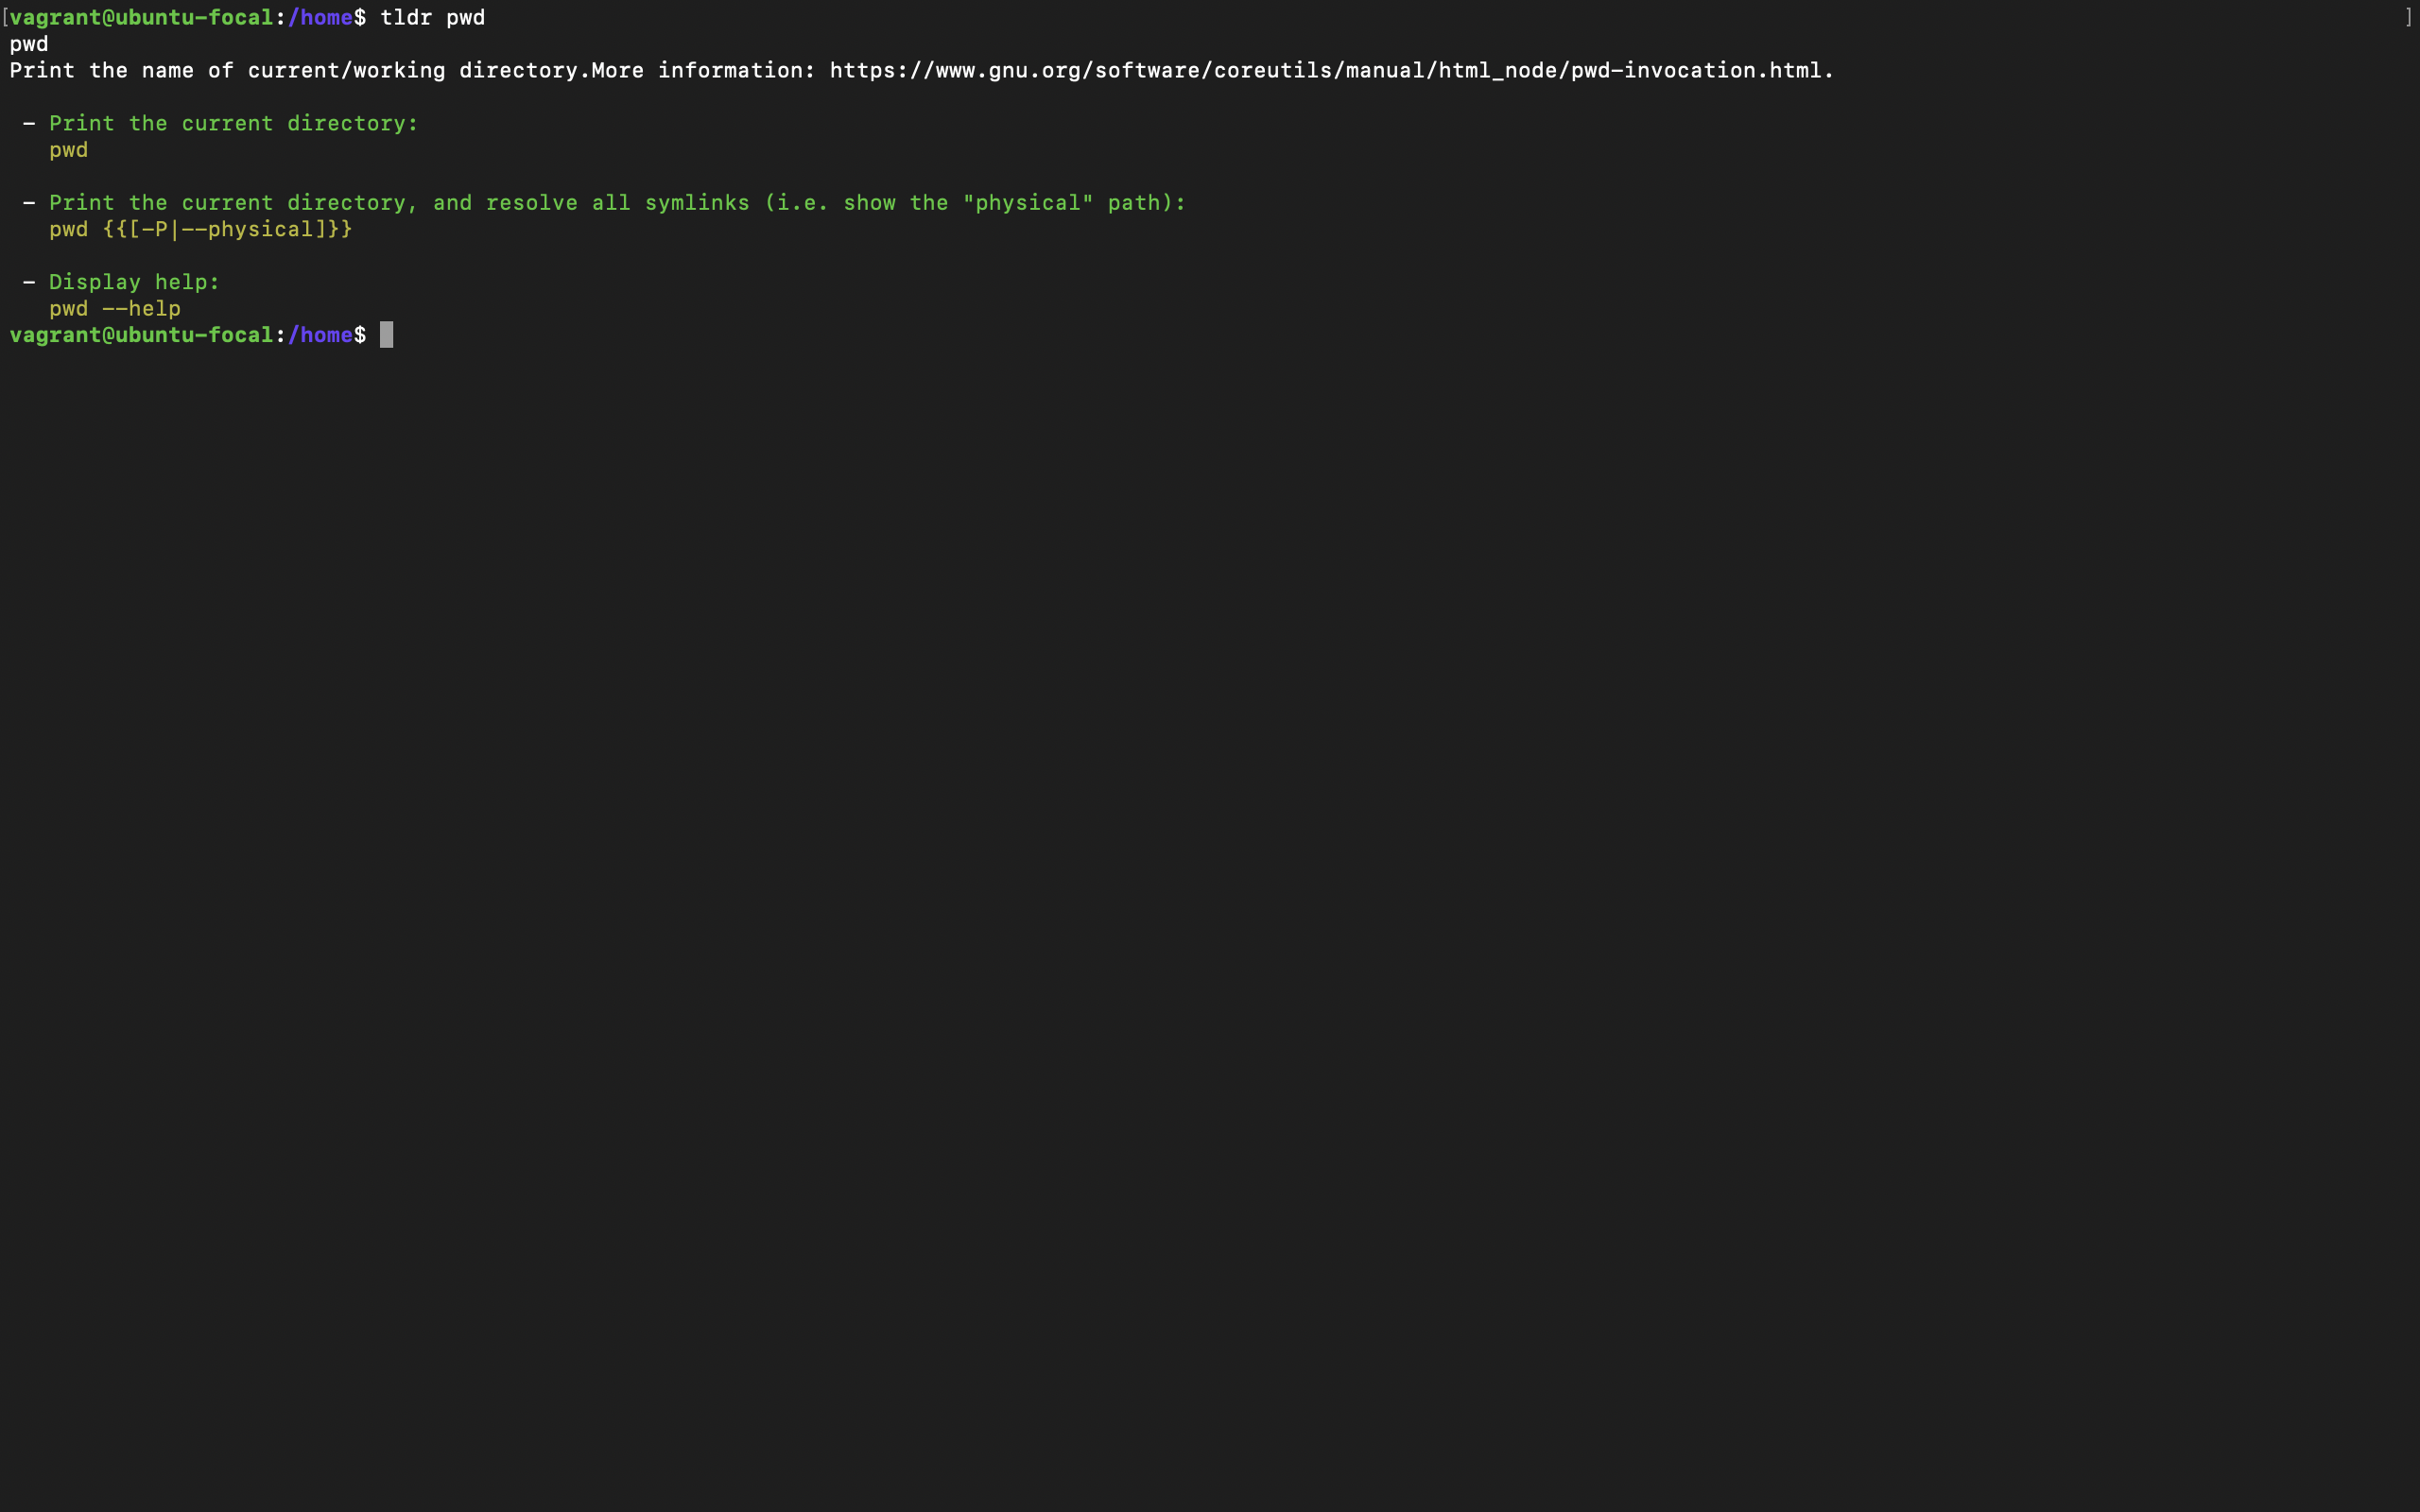 [vagrant@ubuntu-focal:/home$ tldr pwd ]
pwd
Print the name of current/working directory.More information: https://www.gnu.org/software/coreutils/manual/html_node/pwd-invocation.html.
- Print the current directory:
pwd
- Print the current directory, and resolve all symlinks (i.e. show the "physical" path):
pwd {{[-P|--physical]}}
- Display help:
pwd --help
vagrant@ubuntu-focal:/home$